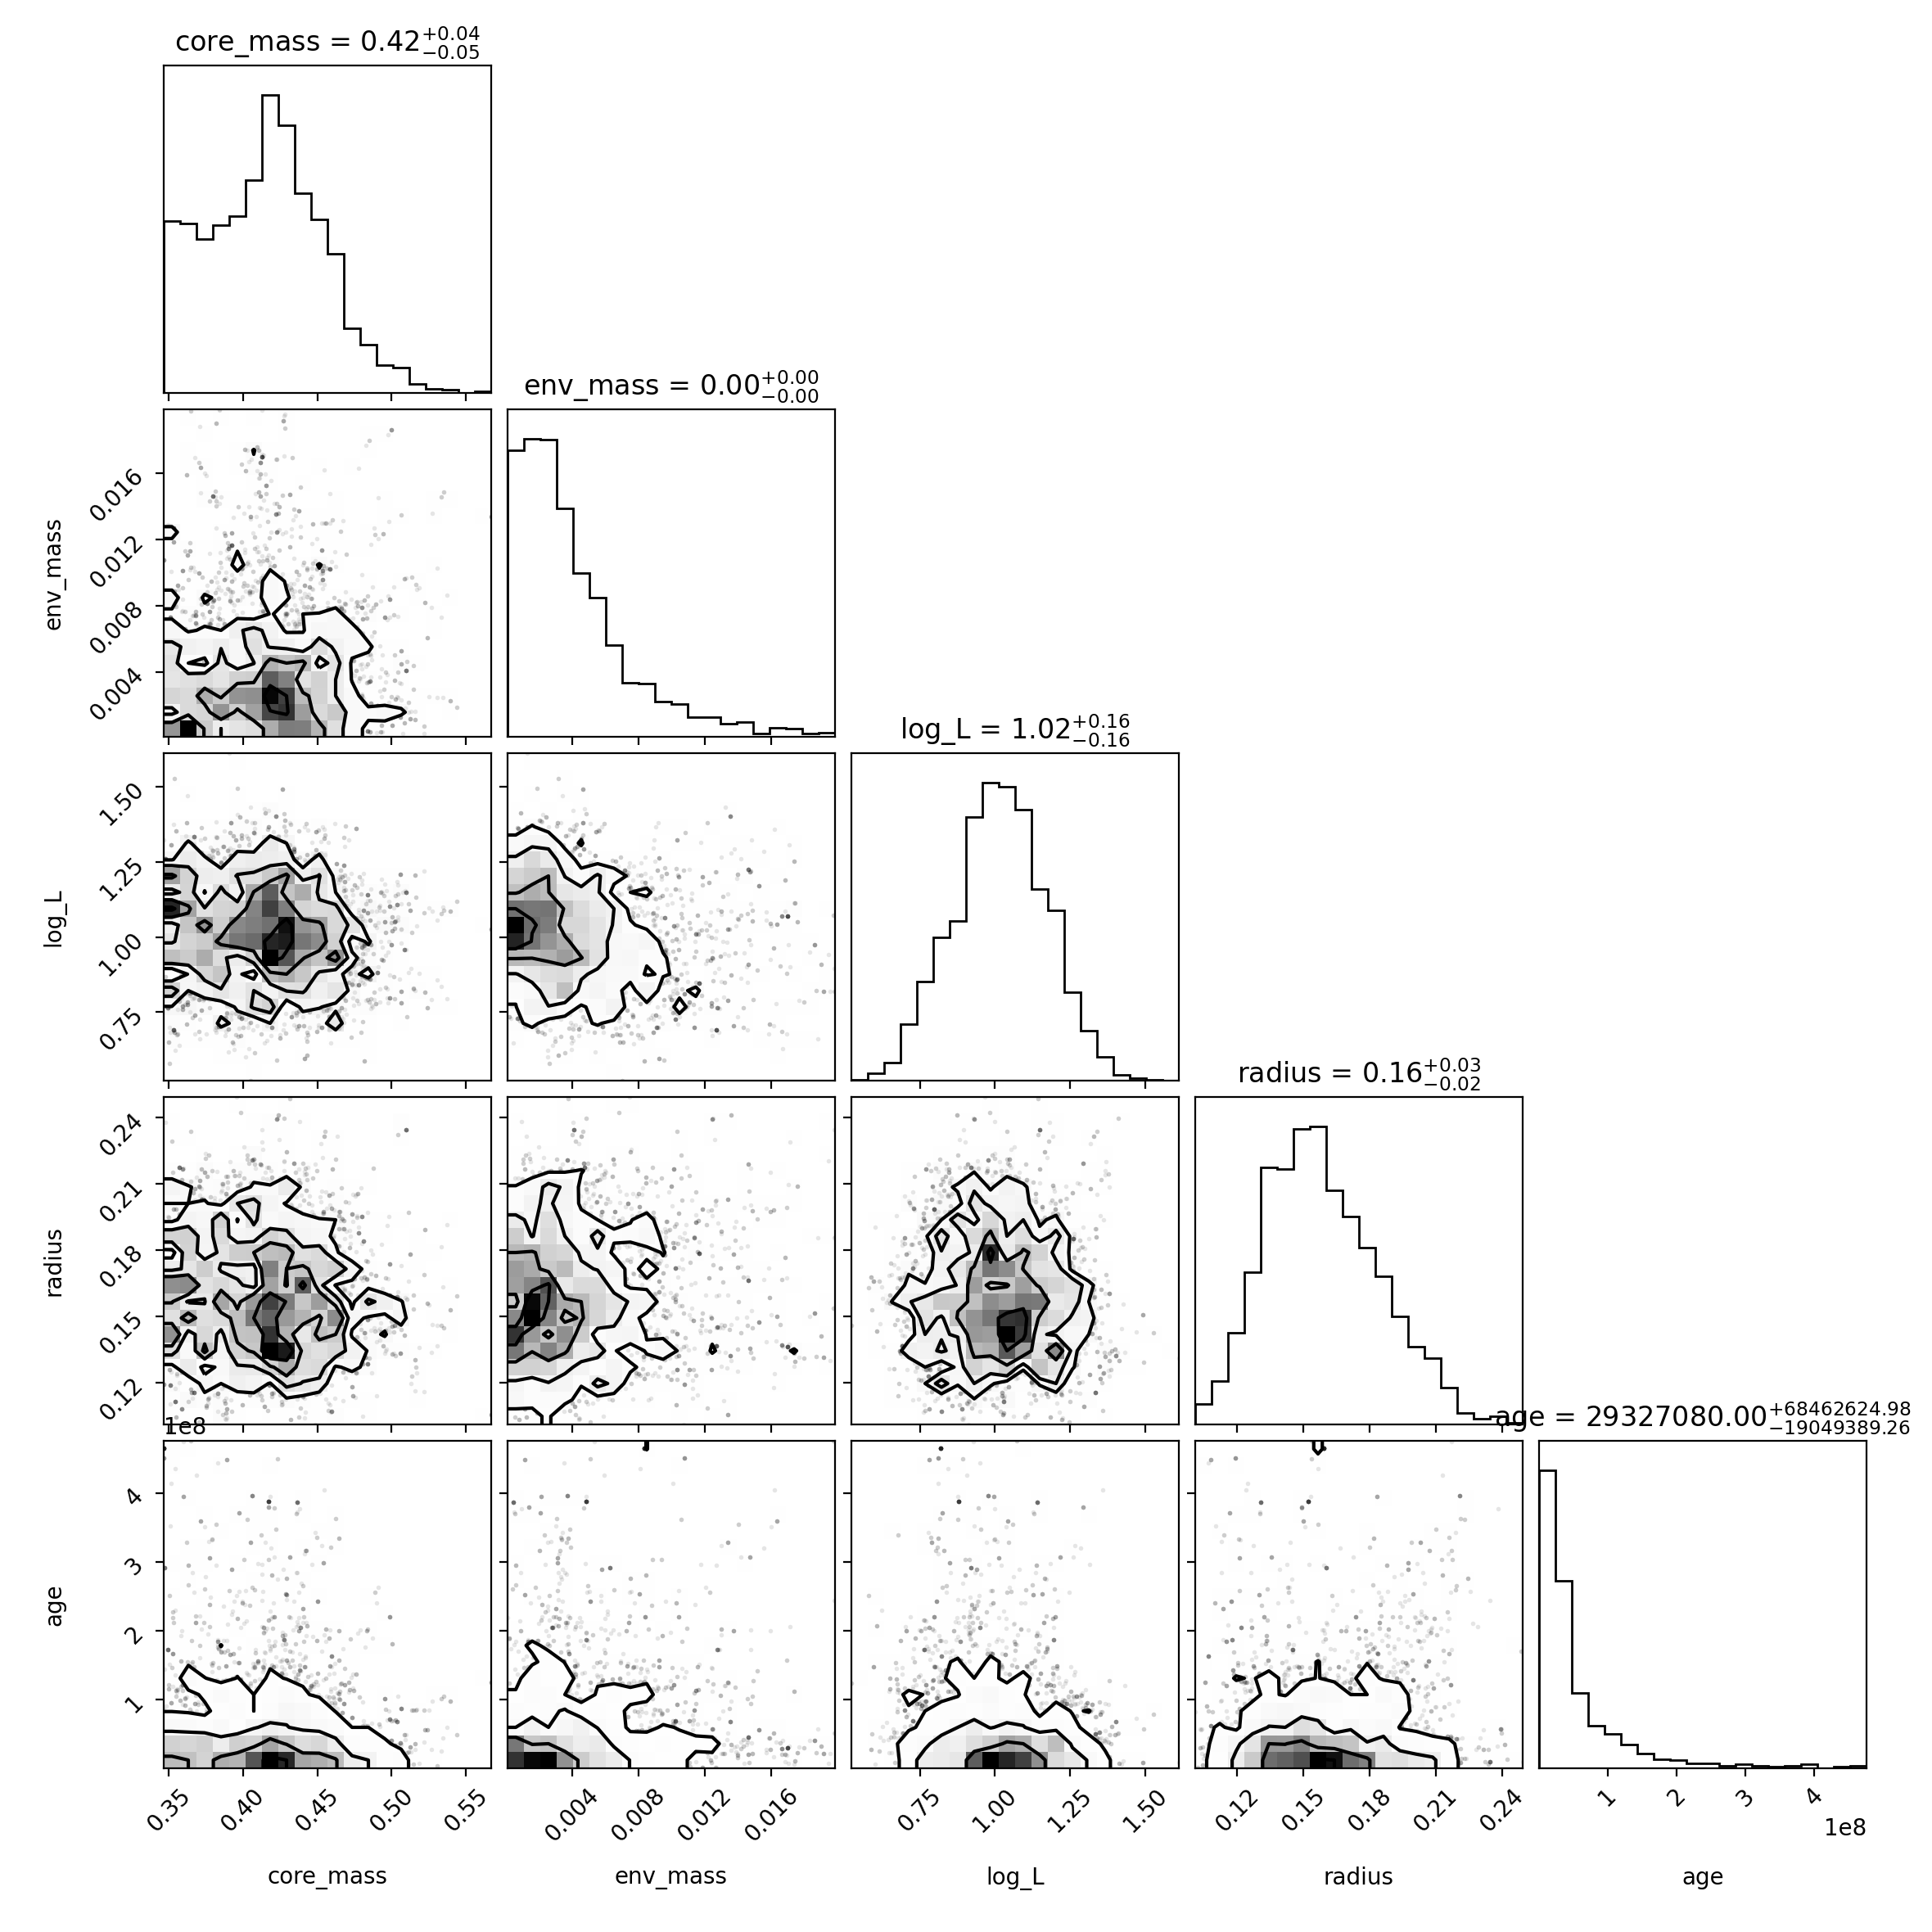 core_mass = 0.42+0.04−0.05
env_mass = 0.00+0.00−0.00
0.016
0.012
0.008
0.004
env_mass
log_L = 1.02+0.16−0.16
1.50
1.25
1.00
0.75
log_L
radius = 0.16+0.03−0.02
0.24
0.21
0.18
0.15
0.12
radius
1e8
age = 29327080.00+68462624.98−19049389.26
4
3
2
1
age
0.35 0.40 0.45 0.50 0.55
0.004 0.008 0.012 0.016
0.75 1.00 1.25 1.50
0.12 0.15 0.18 0.21 0.24
1 2 3 4
1e8
core_mass
env_mass
log_L
radius
age